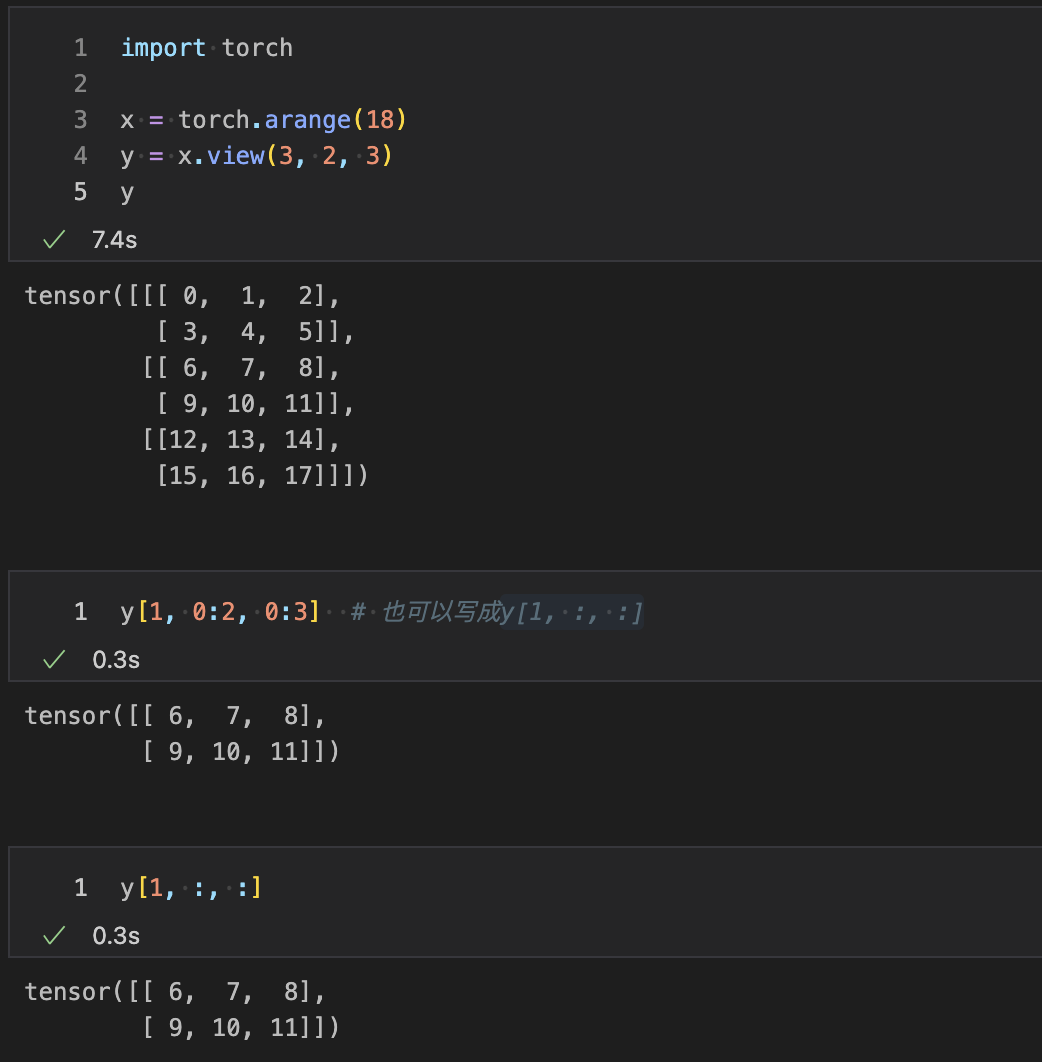 1 import torch
2
3 x = torch.arange(18)
4 y = x.view(3, 2, 3)
5 y
✓ 7.4s
tensor([[[ 0,  1,  2],
         [ 3,  4,  5]],
        [[ 6,  7,  8],
         [ 9, 10, 11]],
        [[12, 13, 14],
         [15, 16, 17]]])
1 y[1, 0:2, 0:3]  # 也可以写成y[1, :, :]
✓ 0.3s
tensor([[ 6,  7,  8],
        [ 9, 10, 11]])
1 y[1, :, :]
✓ 0.3s
tensor([[ 6,  7,  8],
        [ 9, 10, 11]])